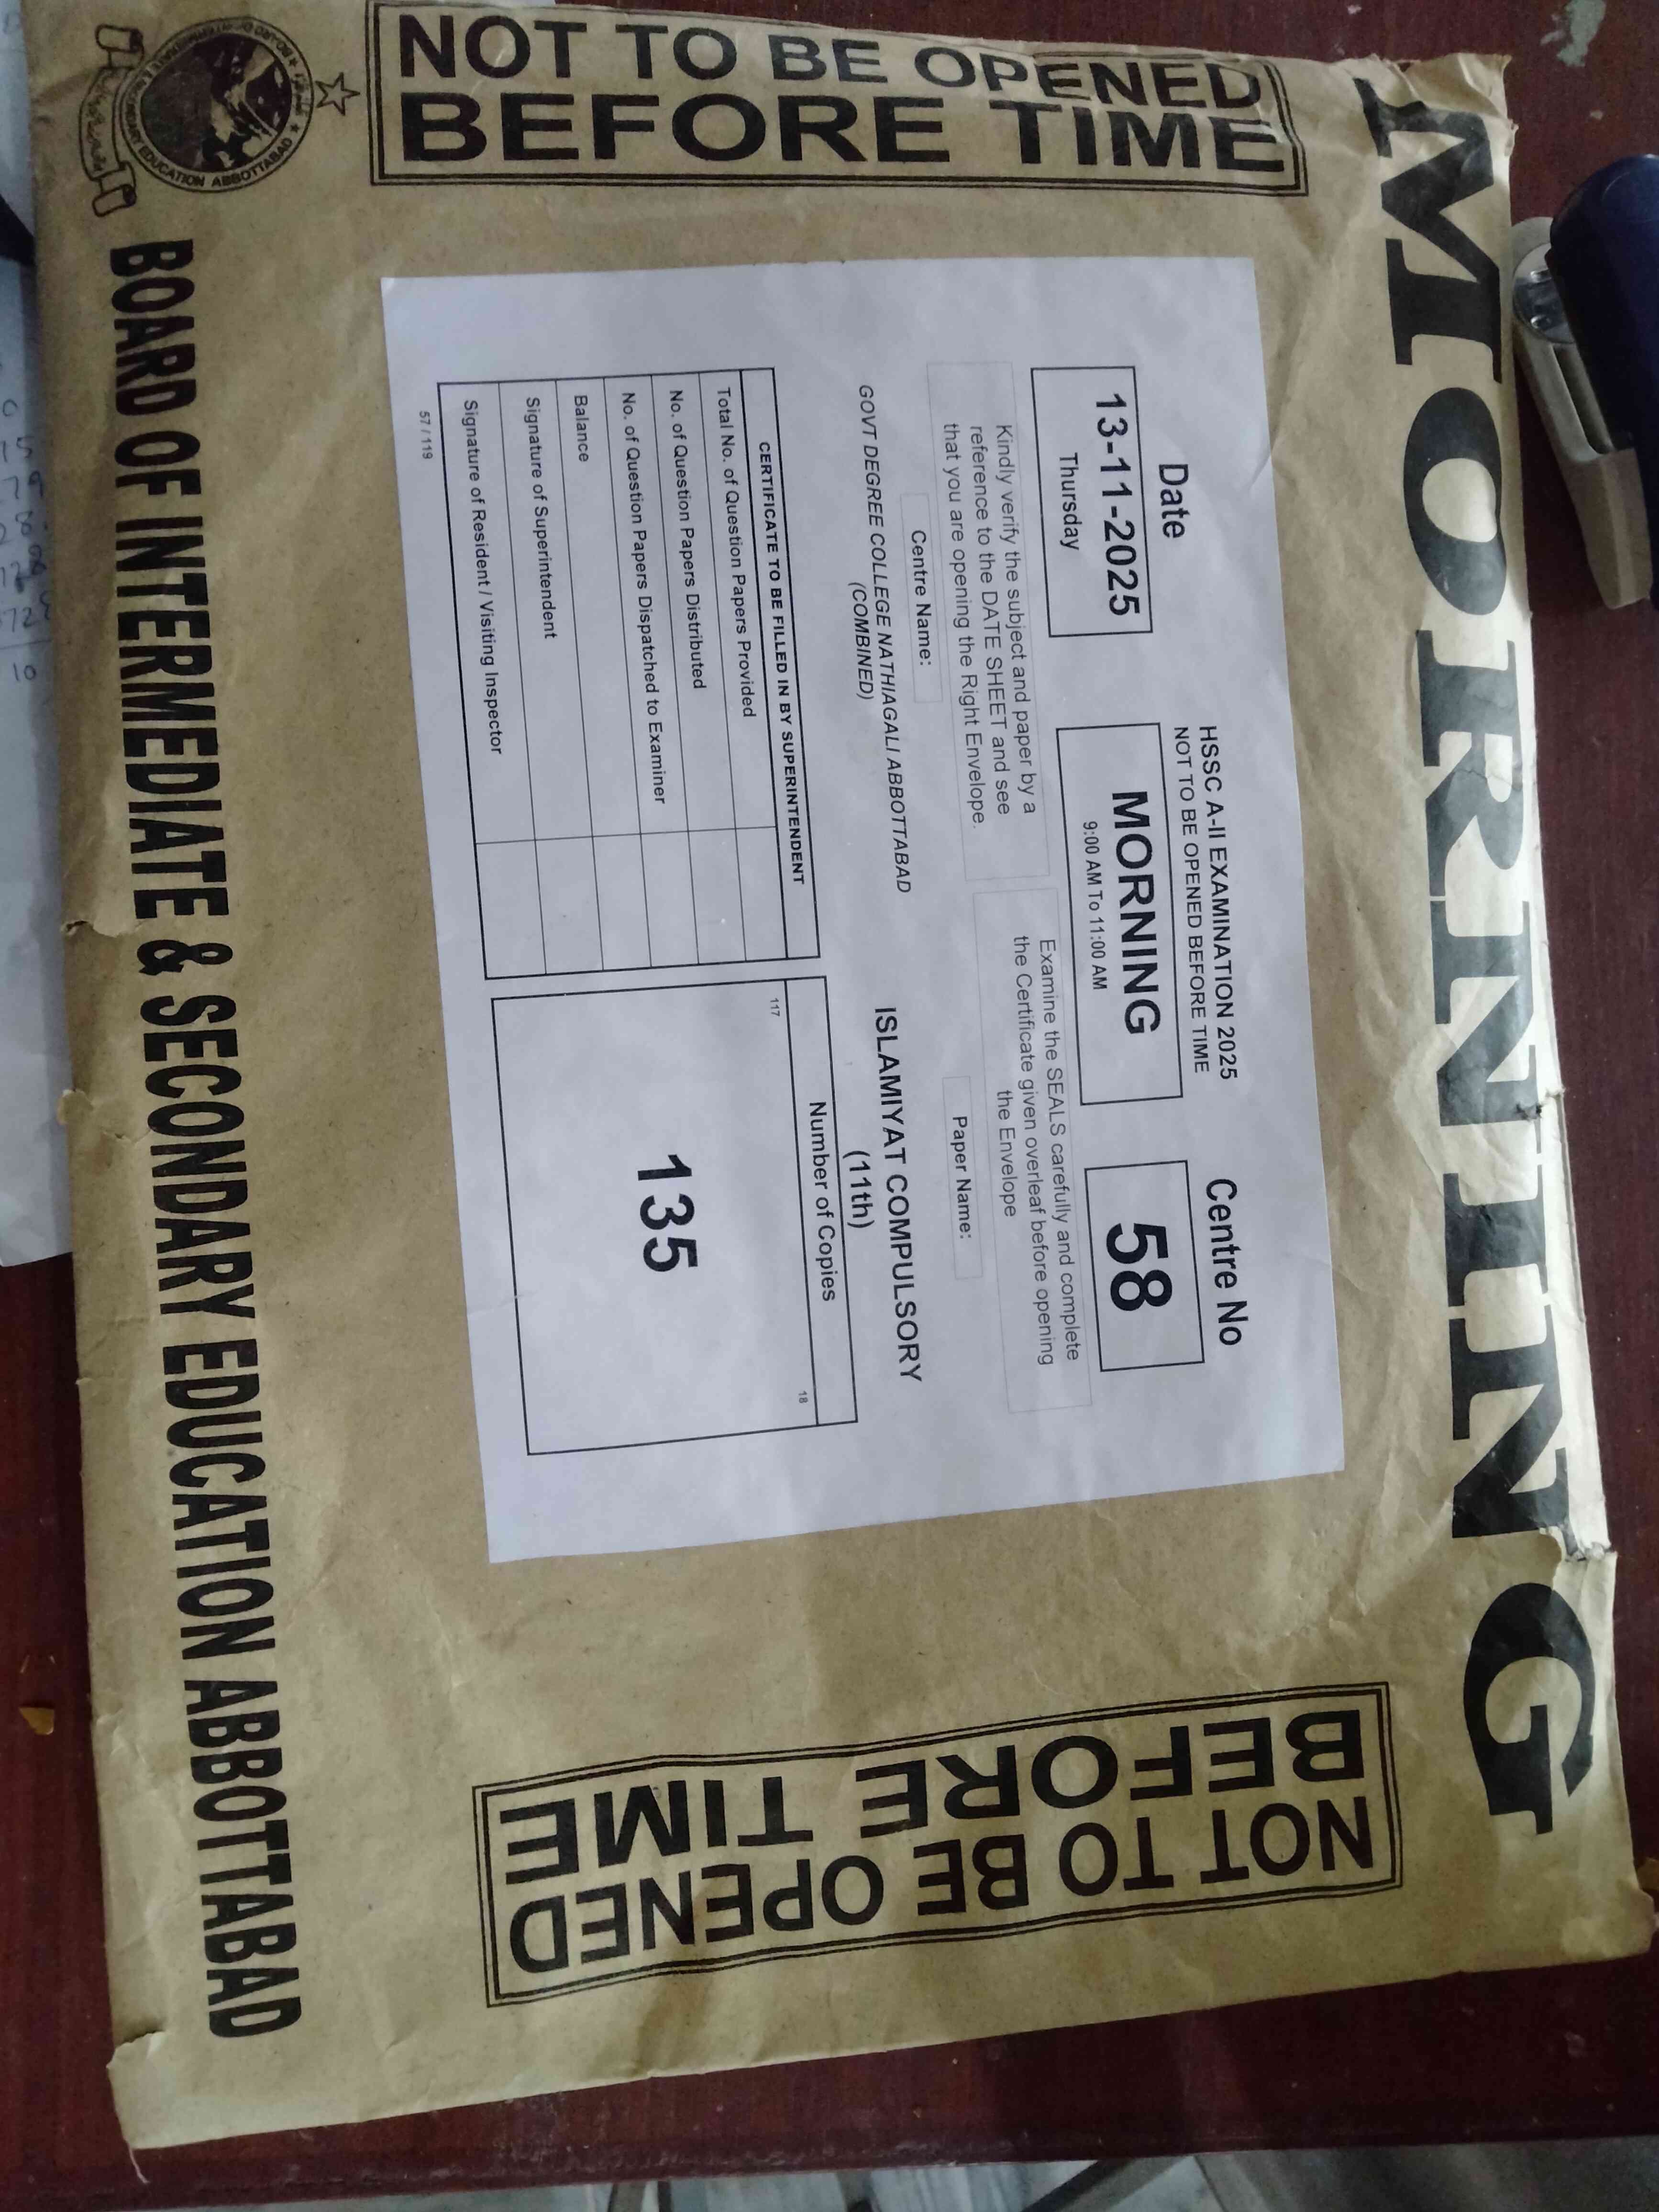 MORNING
NOT TO BE OPENED
BEFORE TIME
HSSC A-II EXAMINATION 2025
NOT TO BE OPENED BEFORE TIME
Date
13-11-2025
Thursday
MORNING
9:00 AM To 11:00 AM
Centre No
58
Kindly verify the subject and paper by a
reference to the DATE SHEET and see
that you are opening the Right Envelope.
Examine the SEALS carefully and complete
the Certificate given overleaf before opening
the Envelope
Centre Name:
GOVT DEGREE COLLEGE NATHIAGALI ABBOTTABAD
(COMBINED)
Paper Name:
ISLAMIYAT COMPULSORY
(11th)
CERTIFICATE TO BE FILLED IN BY SUPERINTENDENT
Total No. of Question Papers Provided
No. of Question Papers Distributed
No. of Question Papers Dispatched to Examiner
Balance
Signature of Superintendent
Signature of Resident / Visiting Inspector
57 / 119
Number of Copies
117
18
135
NOT TO BE OPENED
BEFORE TIME
EDUCATION ABBOTTABAD
BOARD OF INTERMEDIATE & SECONDARY EDUCATION ABBOTTABAD